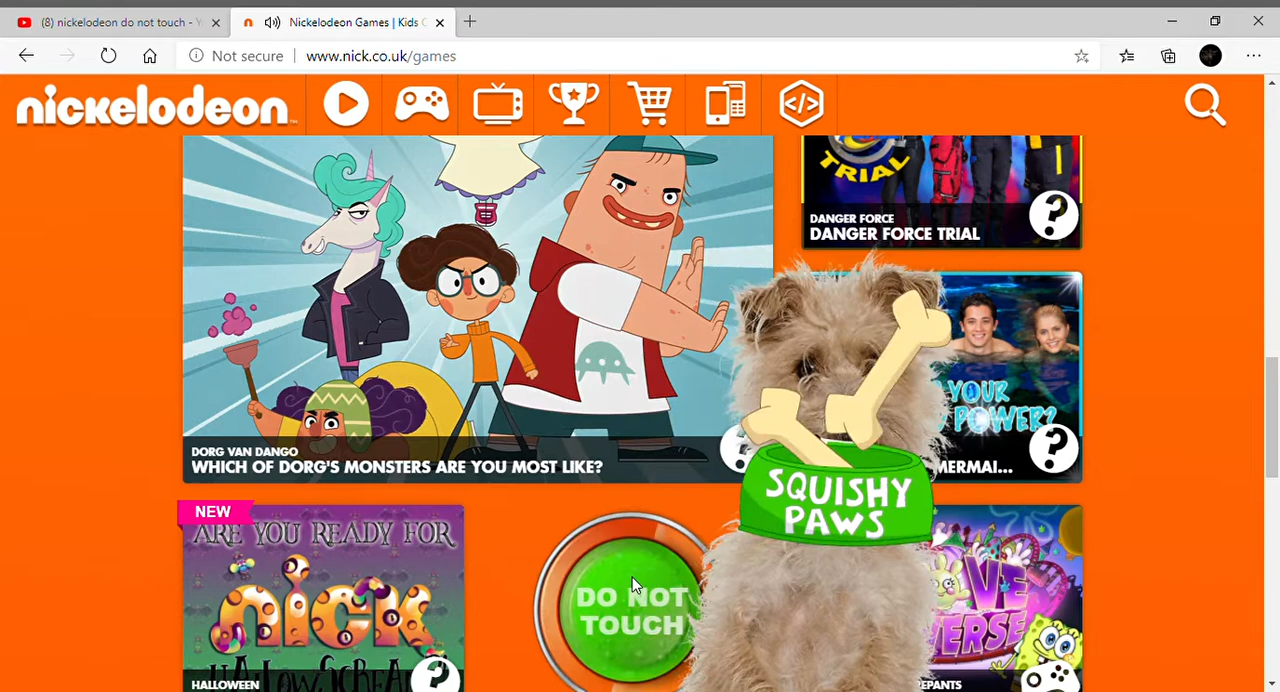 (8) nickelodeon do not touch - Y
Nickelodeon Games | Kids
Not secure
www.nick.co.uk/games
nickelodeon
TRIAL
DANGER FORCE
DANGER FORCE TRIAL
?
DORG VAN DANGO
WHICH OF DORG'S MONSTERS ARE YOU MOST LIKE?
?
YOUR
POWER?
MERMAI...
?
SQUISHY
PAWS
NEW
ARE YOU READY FOR
nick
HALLOWEEN
?
DO NOT
TOUCH